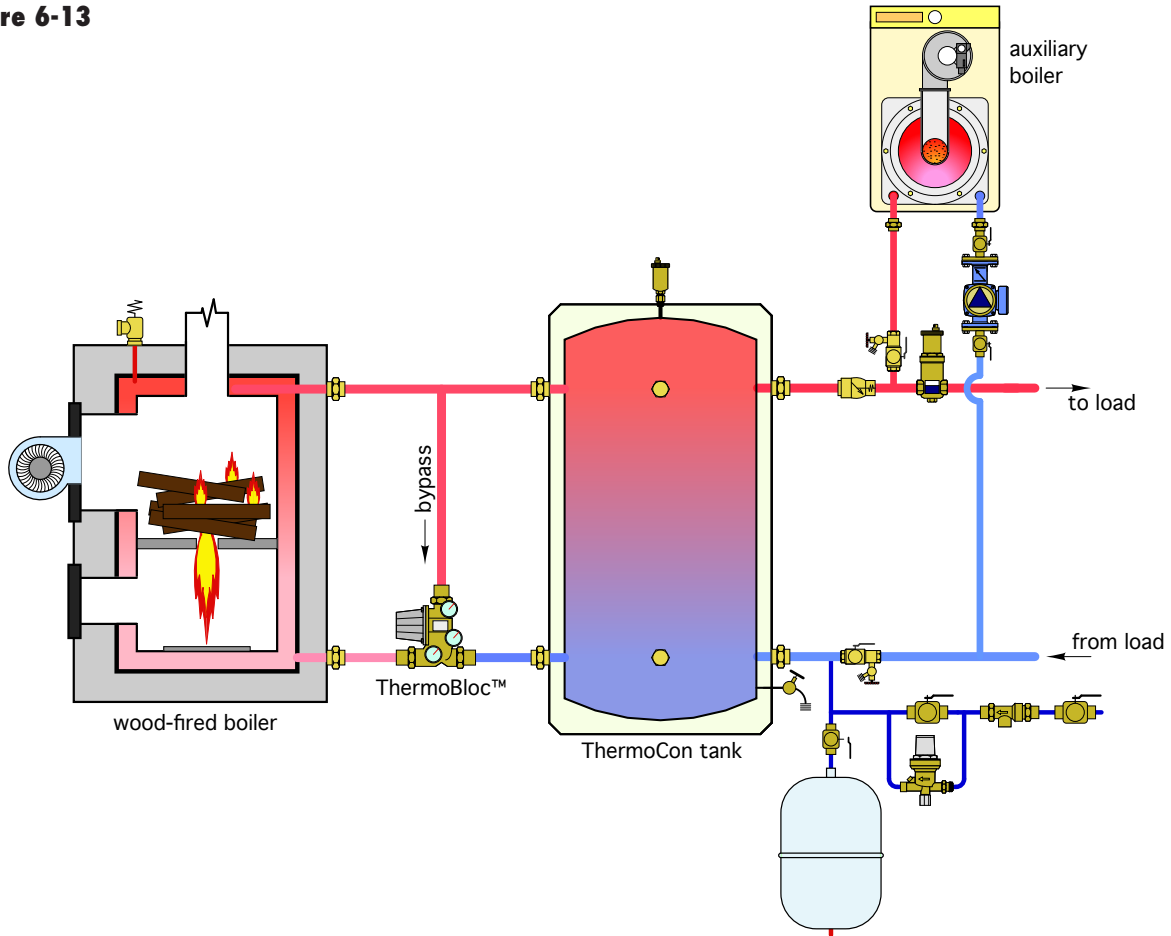 re 6-13
auxiliary
boiler
to load
bypass
from load
ThermoBloc™
wood-fired boiler
ThermoCon tank